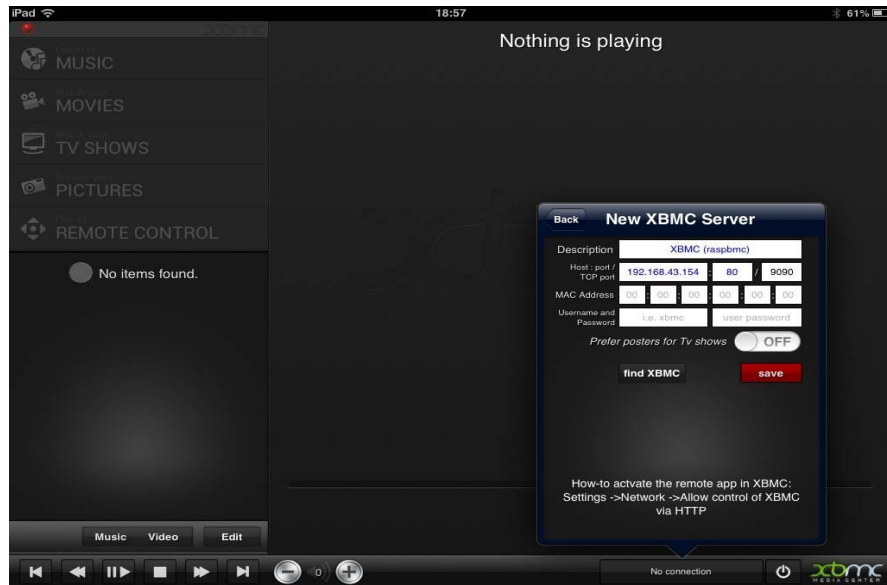 iPad
18:57
61%
MUSIC
MOVIES
TV SHOWS
PICTURES
REMOTE CONTROL
No items found.
Nothing is playing
Back
New XBMC Server
Description
XBMC (raspbmc)
Host : port /
TCP port
192.168.43.154 : 80 / 9090
MAC Address
00 : 00 : 00 : 00 : 00 : 00
Username and
Password
i.e. xbmc
user password
Prefer posters for Tv shows
OFF
find XBMC
save
How-to actvate the remote app in XBMC:
Settings ->Network ->Allow control of XBMC
via HTTP
Music
Video
Edit
0
No connection
xbmc
MEDIA CENTER